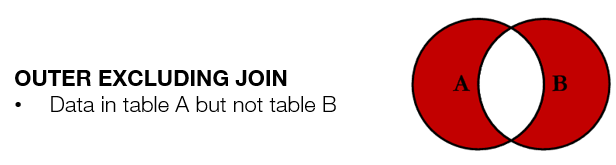 OUTER EXCLUDING JOIN
• Data in table A but not table B
A B